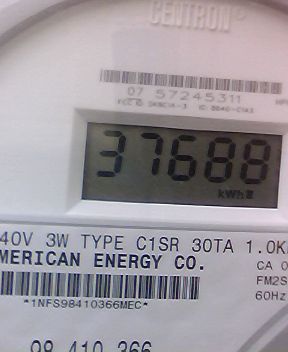 CENTRON®
07 57245311
37688
kWh
40V 3W TYPE C1SR 30TA 1.0K
MERICAN ENERGY CO.
CA 0
FM2S
60Hz
*1NFS98410366MEC*
98 410 366